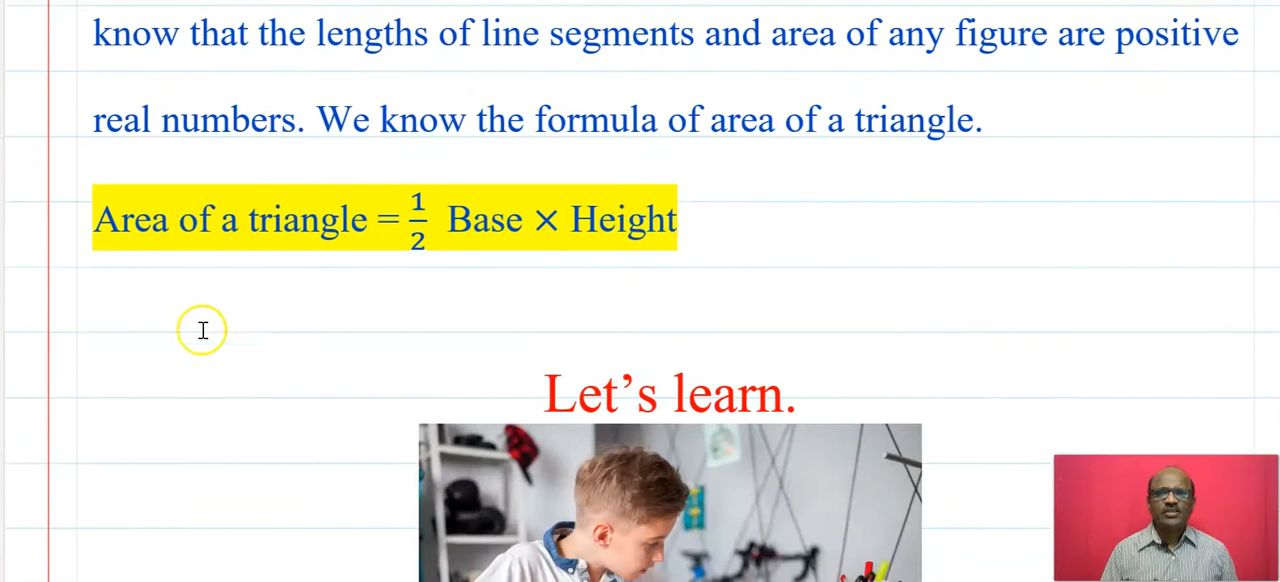 know that the lengths of line segments and area of any figure are positive
real numbers. We know the formula of area of a triangle.
Area of a triangle = 1/2 Base × Height
Let’s learn.